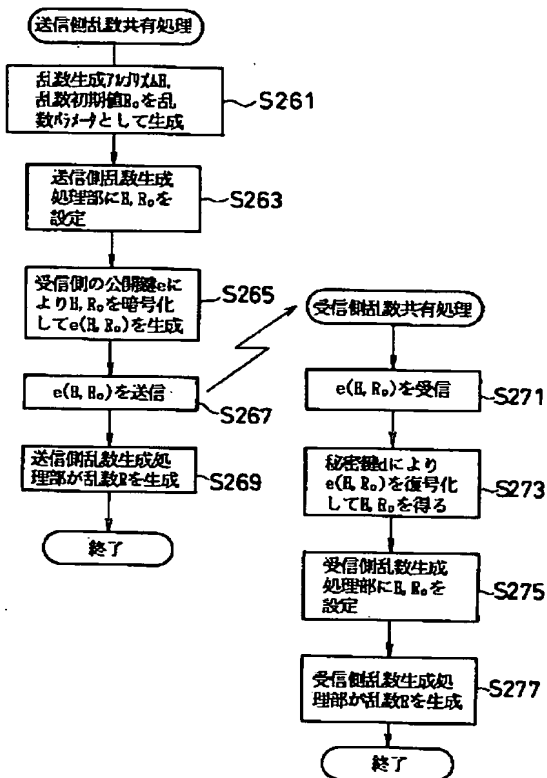 送信側乱数共有処理
乱数生成アルゴリズムH,
乱数初期値R₀を乱
数パラメータとして生成
S261
送信側乱数生成
処理部にH, R₀を
設定
S263
受信側の公開鍵eに
よりH, R₀を暗号化
してe(H, R₀)を生成
S265
e(H, R₀)を送信
S267
送信側乱数生成処
理部が乱数Rを生成
S269
終了
受信側乱数共有処理
e(H, R₀)を受信
S271
秘密鍵dにより
e(H, R₀)を復号化
してH, R₀を得る
S273
受信側乱数生成
処理部にH, R₀を
設定
S275
受信側乱数生成処
理部が乱数Rを生成
S277
終了